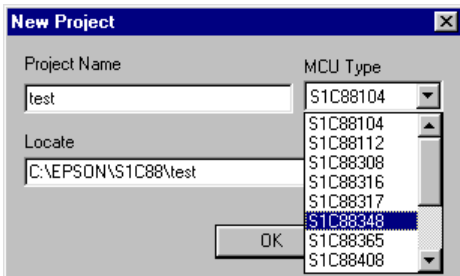 New Project
Project Name
MCU Type
test
S1C88104
S1C88104
S1C88112
Locate
S1C88308
C:\EPSON\S1C88\test
S1C88316
S1C88317
S1C88348
OK
S1C88365
S1C88408